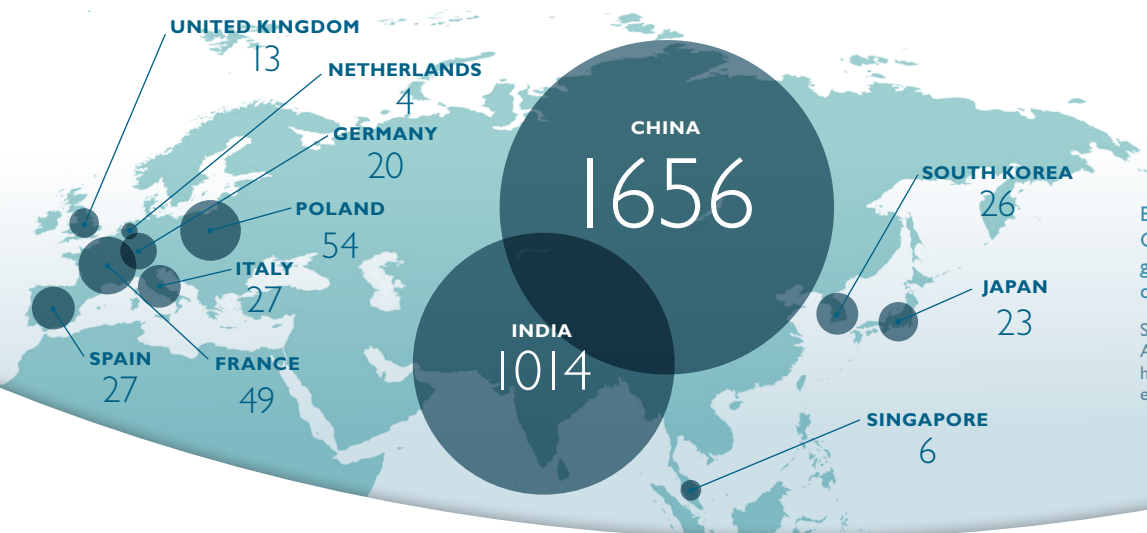 UNITED KINGDOM
13
NETHERLANDS
4
GERMANY
20
POLAND
54
ITALY
27
SPAIN
27
FRANCE
49
CHINA
1656
INDIA
1014
SOUTH KOREA
26
JAPAN
23
SINGAPORE
6